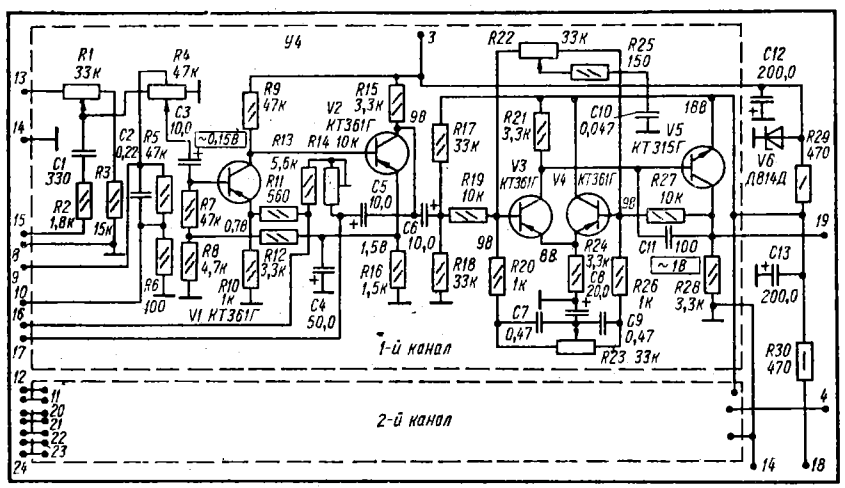 У4
3
R1
33к
R4
47к
R9
47к
R15
3,3к
V2
КТ361Г
9В
R22
33к
R25
150
C12
200,0
13
14
C1
330
R2
1,8к
R3
15к
C2
0,22
R5
47к
C3
10,0
~0,15В
R13
5,6к
R14 10к
R17
33к
R21
3,3к
C10
0,047
18В
V5
КТ315Г
V6
Д814Д
R29
470
R7
47к
R11
560
0,7В
C5
10,0
C6
10,0
R19
10к
V3
КТ361Г
V4
КТ361Г
9В
R27
10к
15
8
9
10
16
17
R6
100
R8
4,7к
R10
1к
R12
3,3к
V1 КТ361Г
C4
50,0
1,5В
R16
1,5к
R18
33к
9В
R20
1к
8В
R24
3,3к
C8
20,0
R26
1к
C11
100
~1В
R28
3,3к
19
C13
200,0
C7
0,47
C9
0,47
R23 33к
R30
470
1-й канал
12
11
20
21
22
23
24
2-й канал
4
14
18